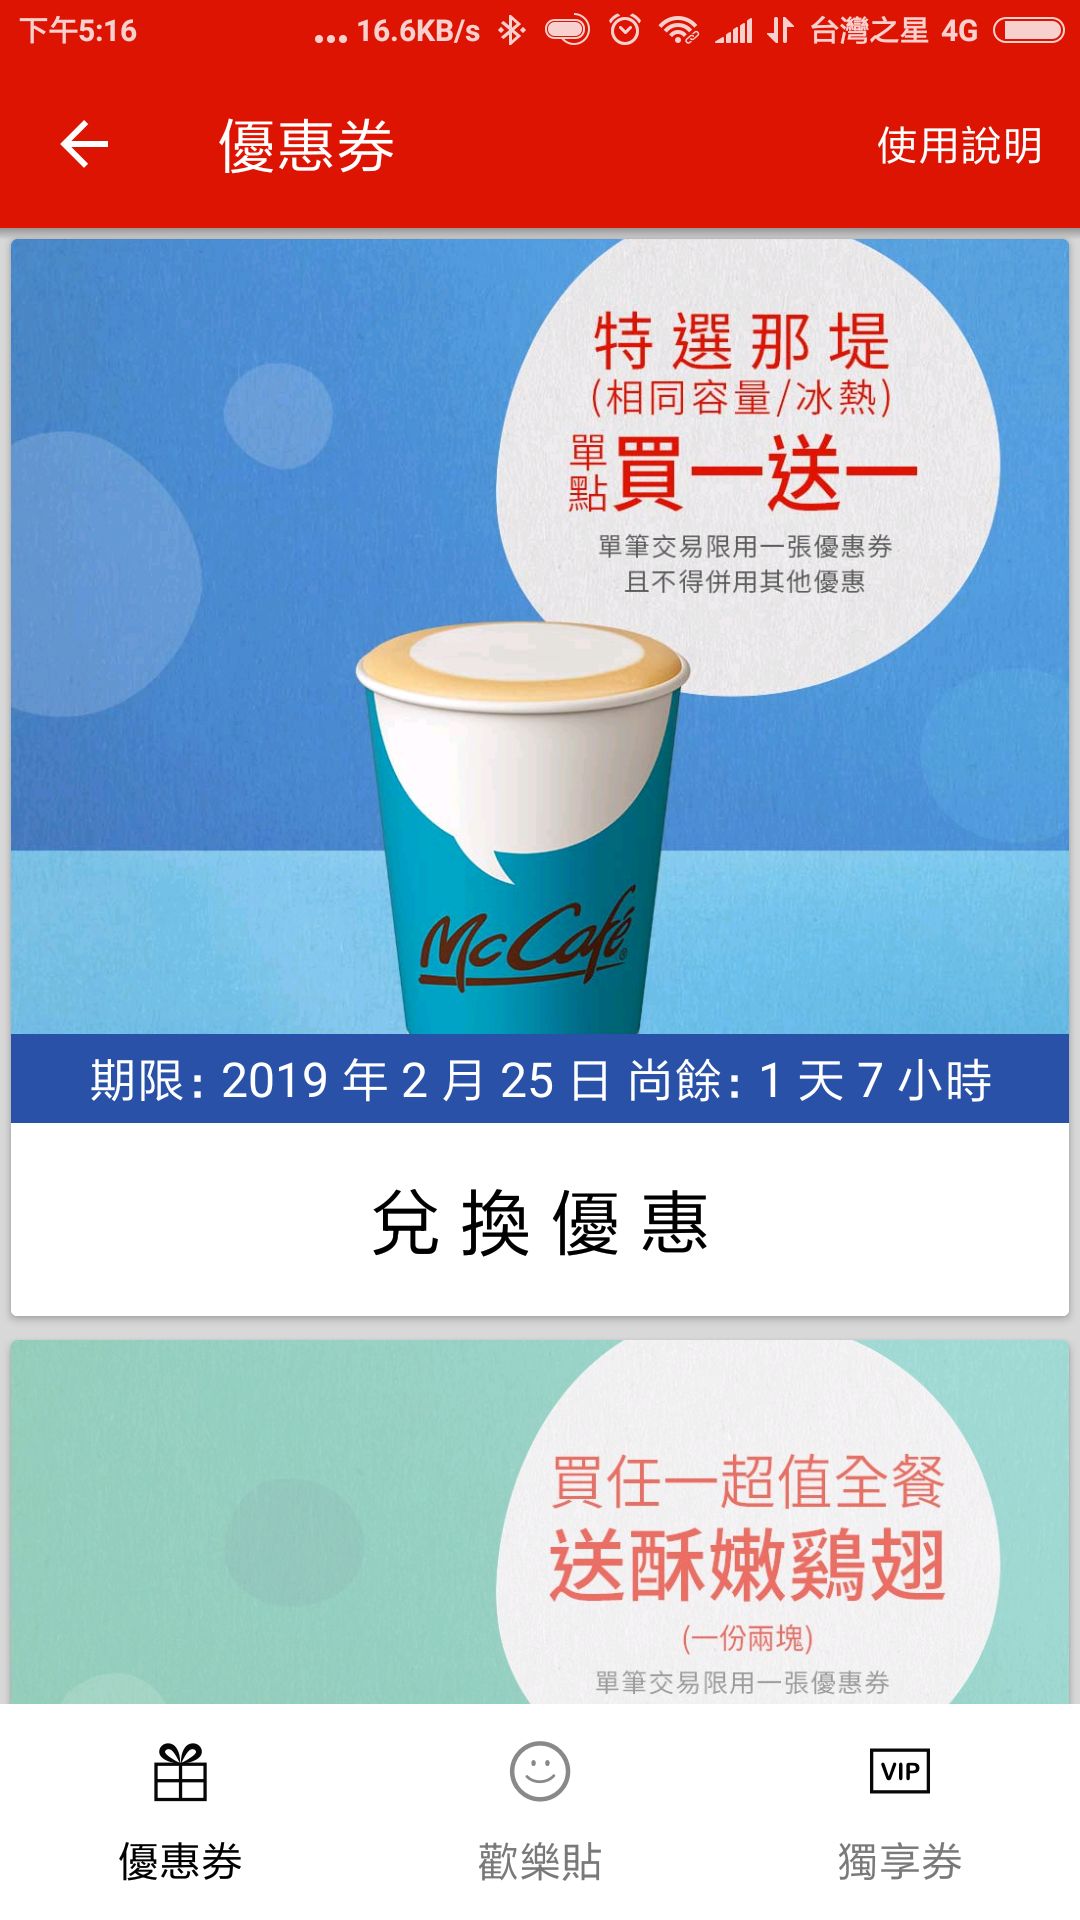 下午5:16
... 16.6KB/s 台灣之星 4G
優惠券
使用說明
特選那堤
(相同容量/冰熱)
單點買一送一
單筆交易限用一張優惠券
且不得併用其他優惠
McCafé®
期限: 2019 年 2 月 25 日 尚餘: 1 天 7 小時
兌換優惠
買任一超值全餐
送酥嫩鷄翅
(一份兩塊)
單筆交易限用一張優惠券
VIP
優惠券
歡樂貼
獨享券